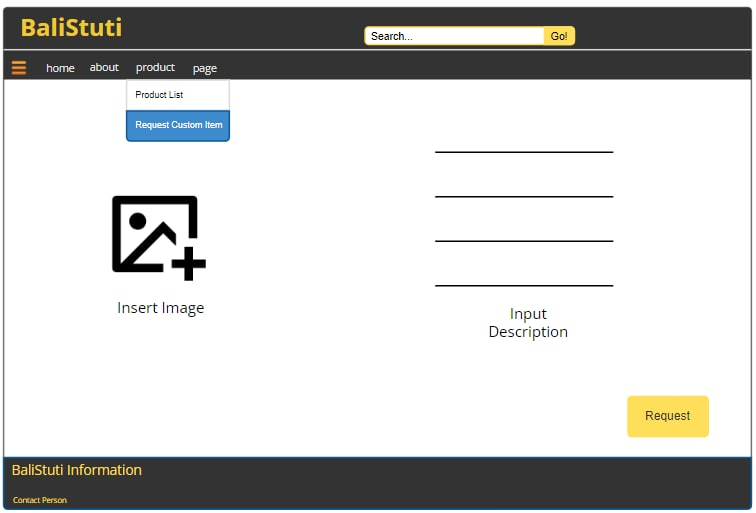 BaliStuti
Search... Go!
home about product page
Product List
Request Custom Item
Insert Image
Input
Description
Request
BaliStuti Information
Contact Person